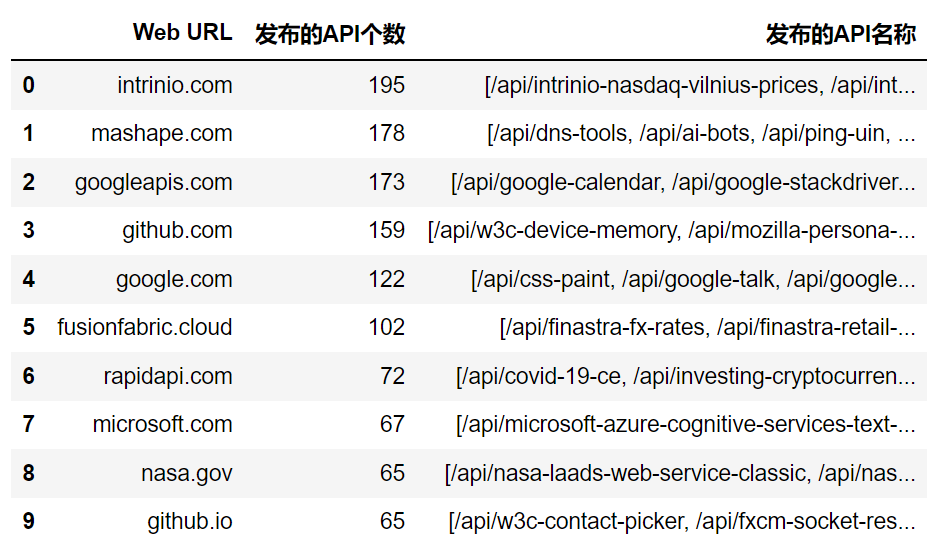 Web URL 发布的API个数 发布的API名称
0 intrinio.com 195 [/api/intrinio-nasdaq-vilnius-prices, /api/int...
1 mashape.com 178 [/api/dns-tools, /api/ai-bots, /api/ping-uin, ...
2 googleapis.com 173 [/api/google-calendar, /api/google-stackdriver...
3 github.com 159 [/api/w3c-device-memory, /api/mozilla-persona-...
4 google.com 122 [/api/css-paint, /api/google-talk, /api/google...
5 fusionfabric.cloud 102 [/api/finastra-fx-rates, /api/finastra-retail-...
6 rapidapi.com 72 [/api/covid-19-ce, /api/investing-cryptocurren...
7 microsoft.com 67 [/api/microsoft-azure-cognitive-services-text-...
8 nasa.gov 65 [/api/nasa-laads-web-service-classic, /api/nas...
9 github.io 65 [/api/w3c-contact-picker, /api/fxcm-socket-res...